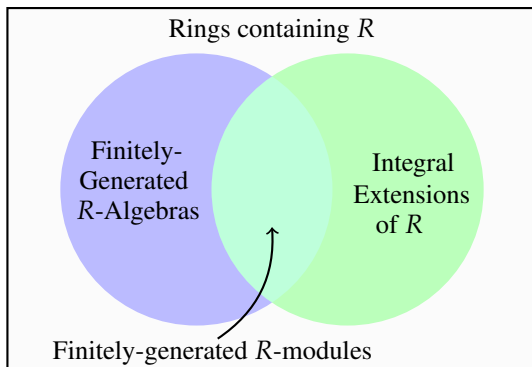 Rings containing R
Finitely-
Generated
R-Algebras
Integral
Extensions
of R
Finitely-generated R-modules